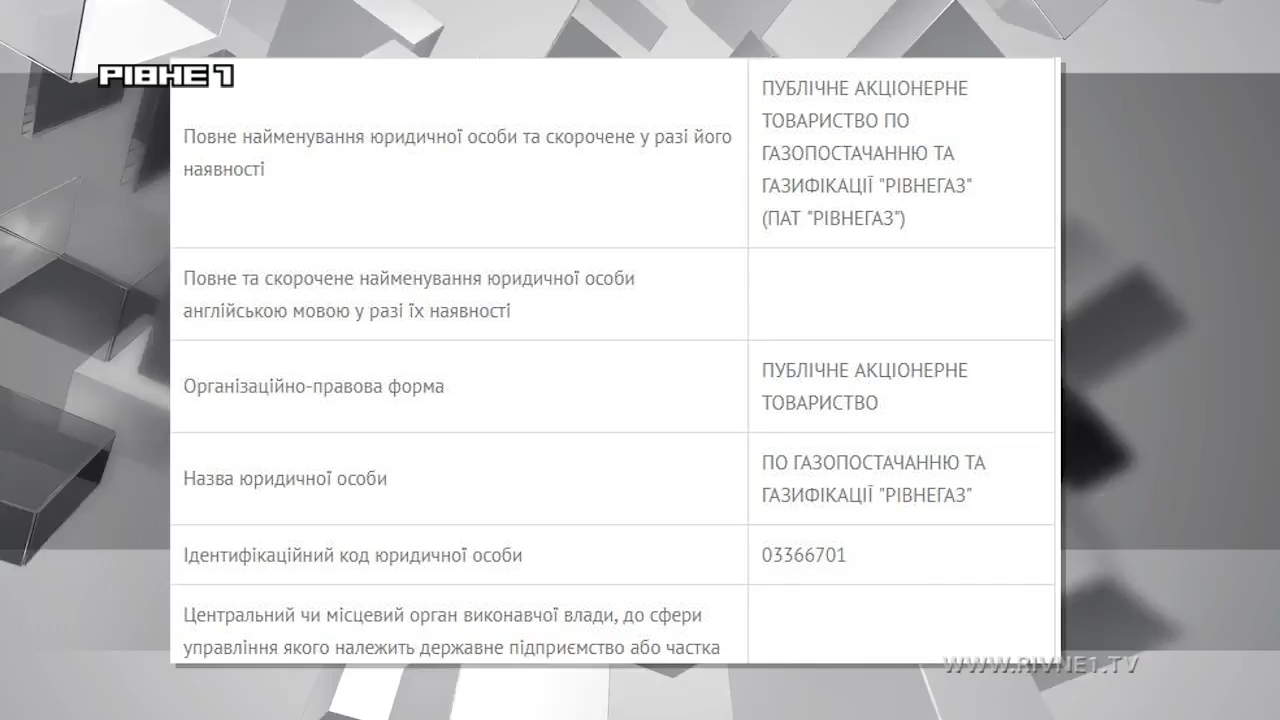 РІВНЕ 1
Повне найменування юридичної особи та скорочене у разі його
наявності
ПУБЛІЧНЕ АКЦІОНЕРНЕ
ТОВАРИСТВО ПО
ГАЗОПОСТАЧАННЮ ТА
ГАЗИФІКАЦІЇ "РІВНЕГАЗ"
(ПАТ "РІВНЕГАЗ")
Повне та скорочене найменування юридичної особи
англійською мовою у разі їх наявності
Організаційно-правова форма
ПУБЛІЧНЕ АКЦІОНЕРНЕ
ТОВАРИСТВО
Назва юридичної особи
ПО ГАЗОПОСТАЧАННЮ ТА
ГАЗИФІКАЦІЇ "РІВНЕГАЗ"
Ідентифікаційний код юридичної особи
03366701
Центральний чи місцевий орган виконавчої влади, до сфери
управління якого належить державне підприємство або частка
WWW.RIVNE1.TV